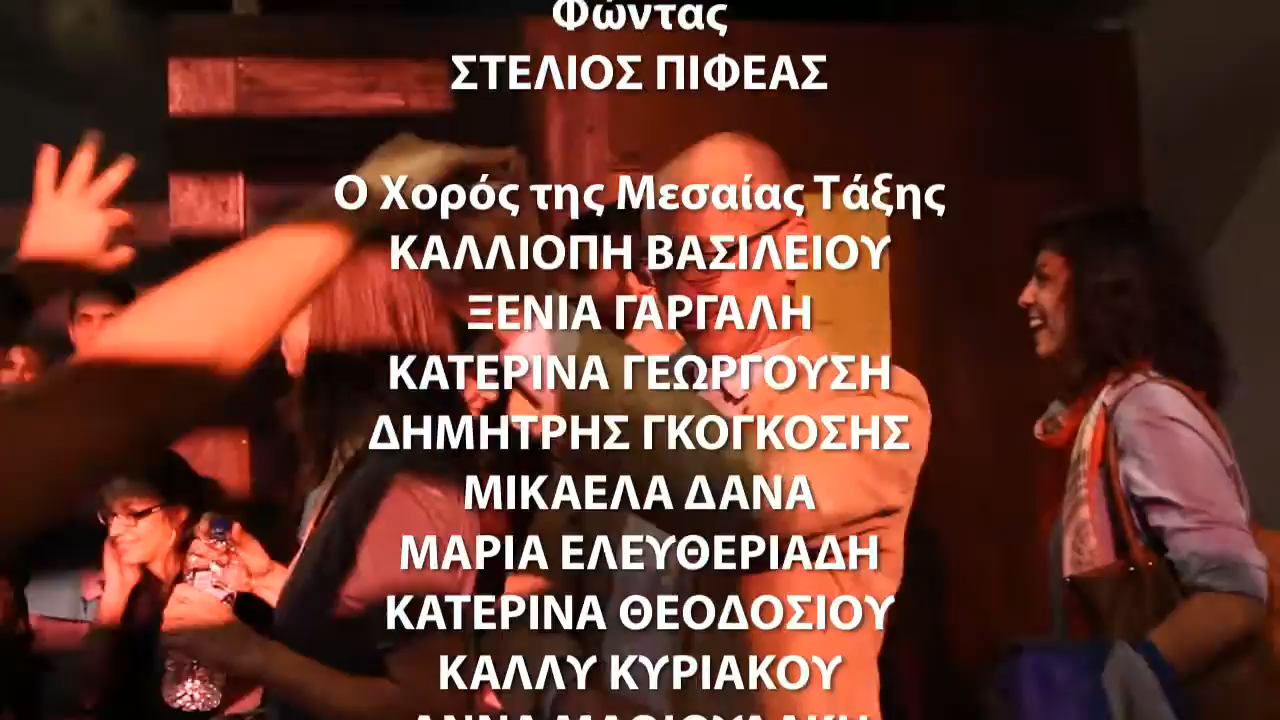 Φώντας
ΣΤΕΛΙΟΣ ΠΙΦΕΑΣ
Ο Χορός της Μεσαίας Τάξης
ΚΑΛΛΙΟΠΗ ΒΑΣΙΛΕΙΟΥ
ΞΕΝΙΑ ΓΑΡΓΑΛΗ
ΚΑΤΕΡΙΝΑ ΓΕΩΡΓΟΥΣΗ
ΔΗΜΗΤΡΗΣ ΓΚΟΓΚΟΣΗΣ
ΜΙΚΑΕΛΑ ΔΑΝΑ
ΜΑΡΙΑ ΕΛΕΥΘΕΡΙΑΔΗ
ΚΑΤΕΡΙΝΑ ΘΕΟΔΟΣΙΟΥ
ΚΑΛΛΥ ΚΥΡΙΑΚΟΥ
ΑΝΝΑ